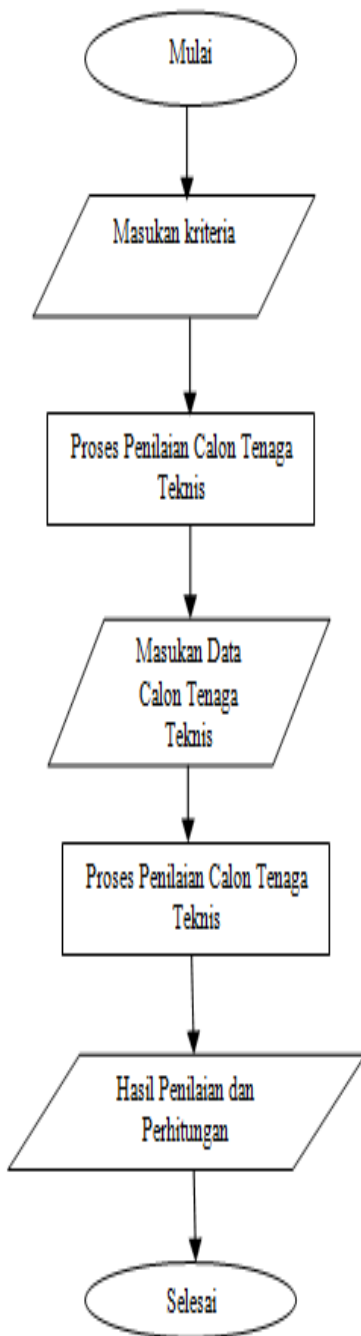 Mulai
Masukan kriteria
Proses Penilaian Calon Tenaga
Teknis
Masukan Data
Calon Tenaga
Teknis
Proses Penilaian Calon Tenaga
Teknis
Hasil Penilaian dan
Perhitungan
Selesai